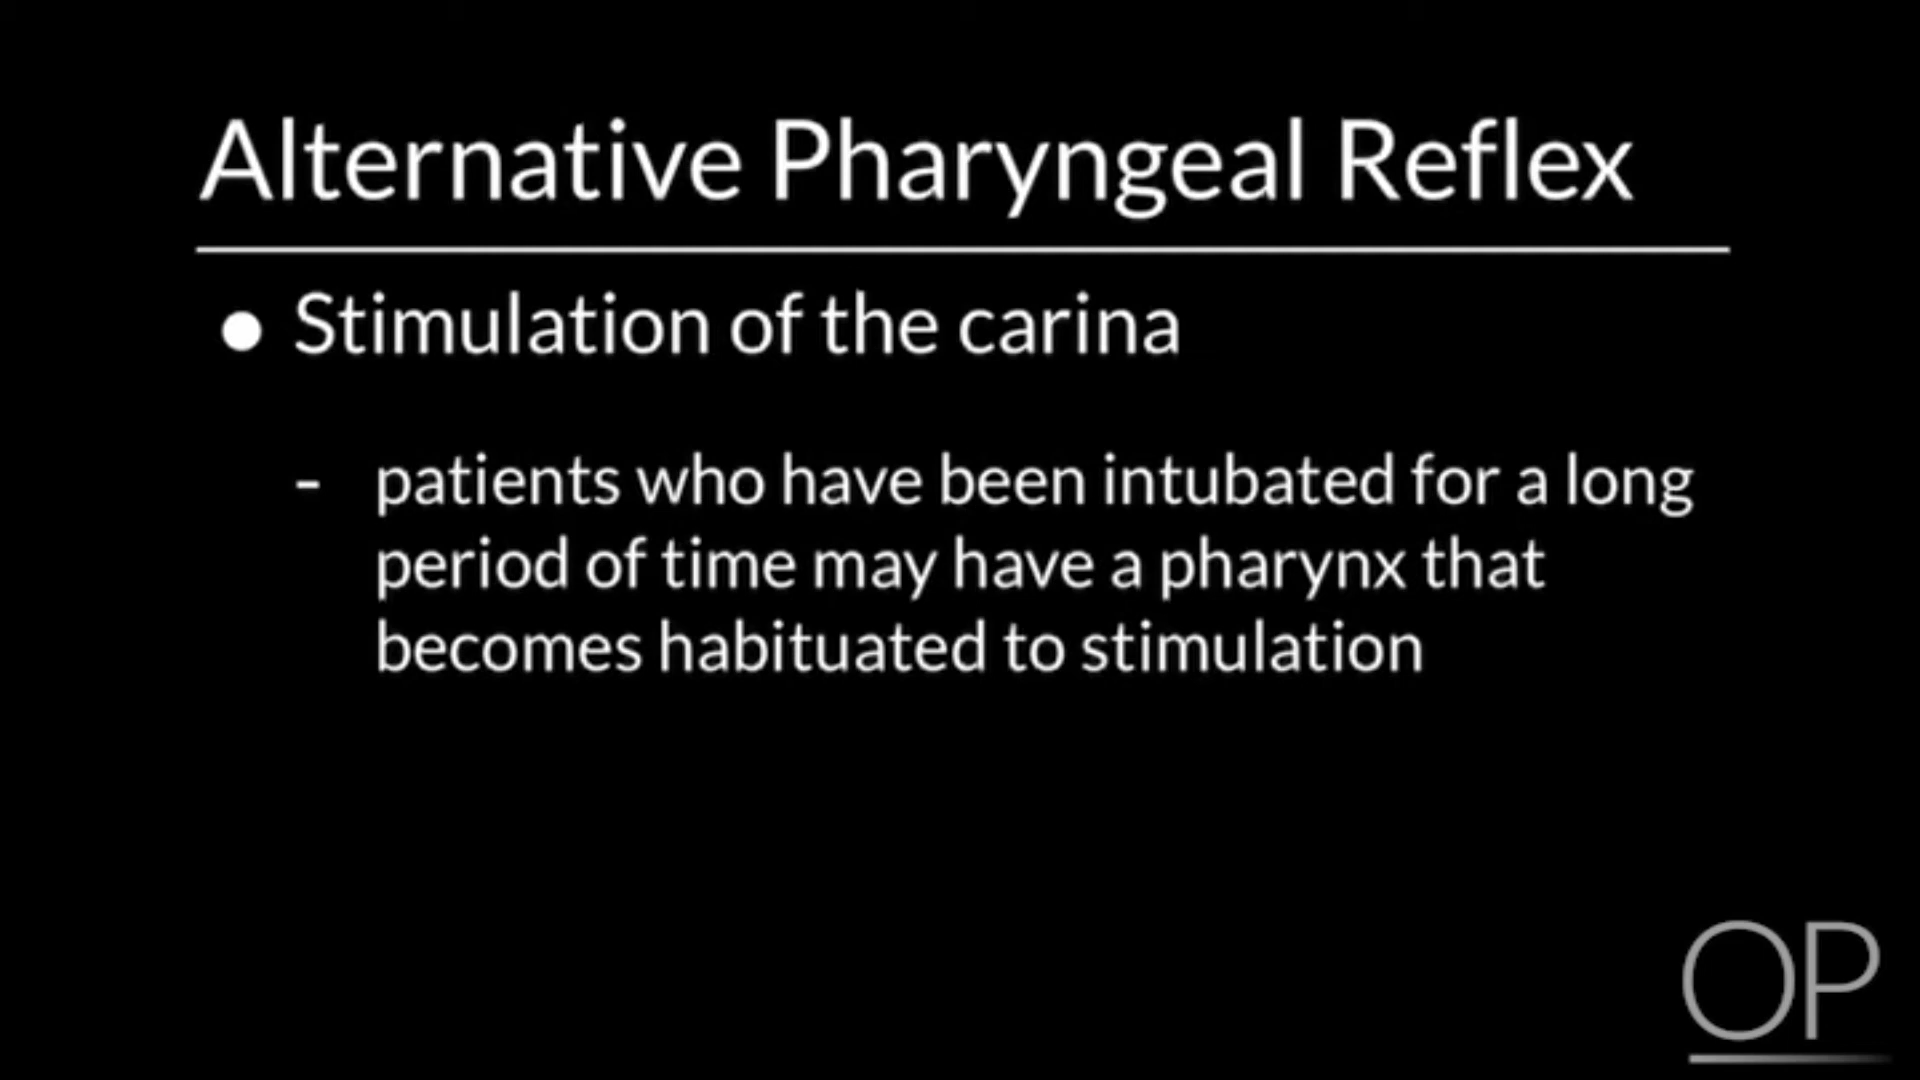 Alternative Pharyngeal Reflex
● Stimulation of the carina
- patients who have been intubated for a long
period of time may have a pharynx that
becomes habituated to stimulation
OP